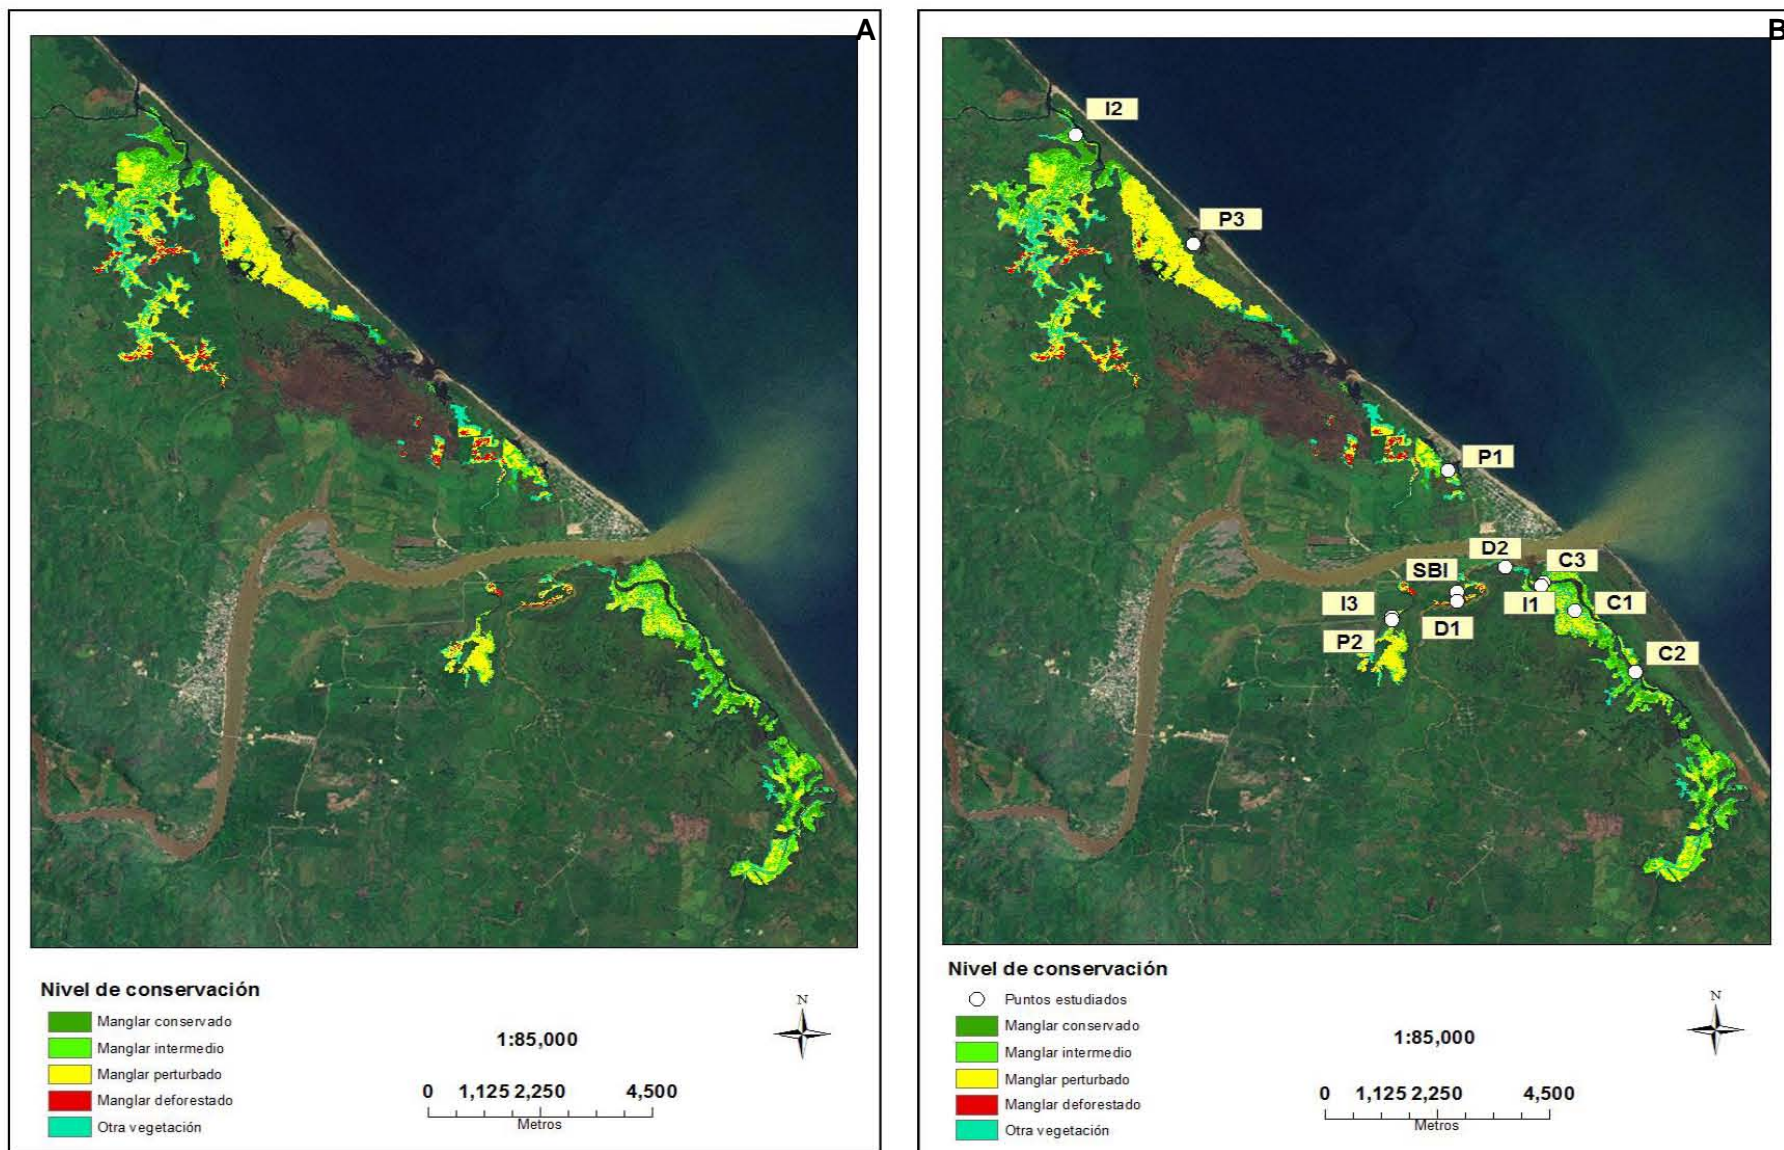 A
Nivel de conservación
Manglar conservado
Manglar intermedio
Manglar perturbado
Manglar deforestado
Otra vegetación
1:85,000
0 1,125 2,250 4,500
Metros
N
B
I2
P3
P1
D2
C3
SBI
I3
I1
C1
D1
P2
C2
Nivel de conservación
Puntos estudiados
Manglar conservado
Manglar intermedio
Manglar perturbado
Manglar deforestado
Otra vegetación
1:85,000
0 1,125 2,250 4,500
Metros
N